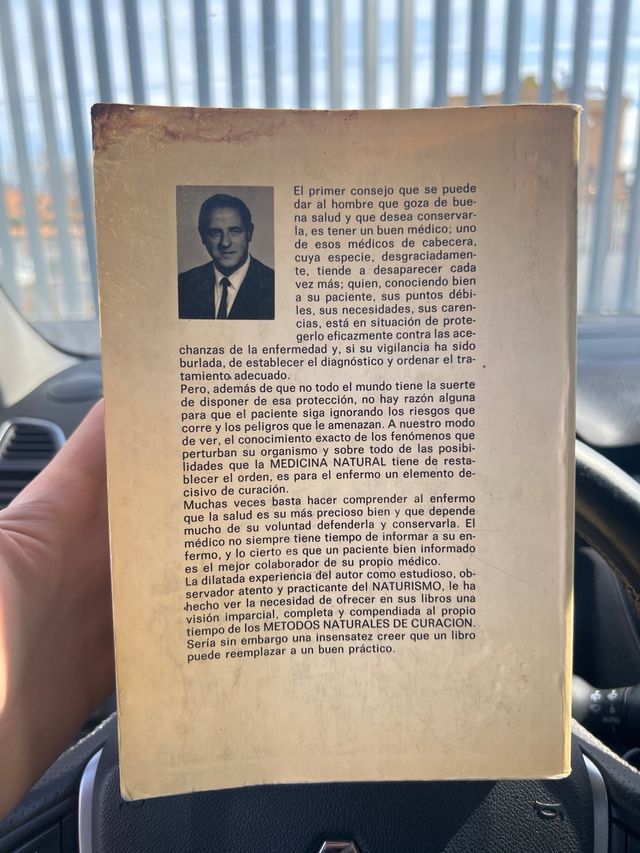 El primer consejo que se puede
dar al hombre que goza de bue-
na salud y que desea conservar-
la, es tener un buen médico; uno
de esos médicos de cabecera,
cuya especie, desgraciadamen-
te, tiende a desaparecer cada
vez más; quien, conociendo bien
a su paciente, sus puntos débi-
les, sus necesidades, sus caren-
cias, está en situación de prote-
gerlo eficazmente contra las ace-
chanzas de la enfermedad y, si su vigilancia ha sido
burlada, de establecer el diagnóstico y ordenar el tra-
tamiento adecuado.
Pero, además de que no todo el mundo tiene la suerte
de disponer de esa protección, no hay razón alguna
para que el paciente siga ignorando los riesgos que
corre y los peligros que le amenazan. A nuestro modo
de ver, el conocimiento exacto de los fenómenos que
perturban su organismo y sobre todo de las posibi-
lidades que la MEDICINA NATURAL tiene de resta-
blecer el orden, es para el enfermo un elemento de-
cisivo de curación.
Muchas veces basta hacer comprender al enfermo
que la salud es su más precioso bien y que depende
mucho de su voluntad defenderla y conservarla. El
médico no siempre tiene tiempo de informar a su en-
fermo, y lo cierto es que un paciente bien informado
es el mejor colaborador de su propio médico.
La dilatada experiencia del autor como estudioso, ob-
servador atento y practicante del NATURISMO, le ha
hecho ver la necesidad de ofrecer en sus libros una
visión imparcial, completa y compendiada al propio
tiempo de los METODOS NATURALES DE CURACION.
Sería sin embargo una insensatez creer que un libro
puede reemplazar a un buen práctico.